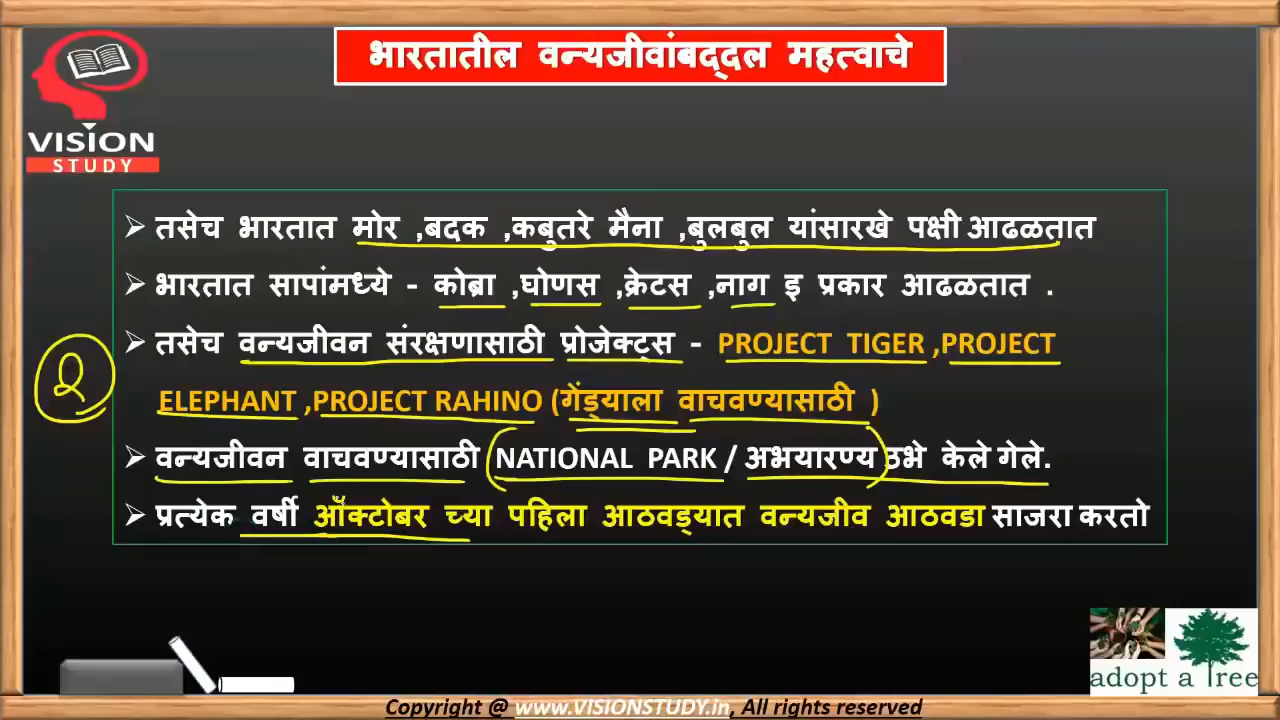 भारतातील वन्यजीवांबद्दल महत्वाचे
VISION
STUDY
➢ तसेच भारतात मोर ,बदक ,कबुतरे मैना ,बुलबुल यांसारखे पक्षी आढळतात
➢ भारतात सापांमध्ये - कोब्रा ,घोणस ,क्रेटस ,नाग इ प्रकार आढळतात .
➢ तसेच वन्यजीवन संरक्षणासाठी प्रोजेक्ट्स - PROJECT TIGER ,PROJECT
ELEPHANT ,PROJECT RAHINO (गेंड्याला वाचवण्यासाठी )
➢ वन्यजीवन वाचवण्यासाठी NATIONAL PARK / अभयारण्य उभे केले गेले.
➢ प्रत्येक वर्षी ऑक्टोबर च्या पहिला आठवड्यात वन्यजीव आठवडा साजरा करतो
adopt a Tree
Copyright @ www.VISIONSTUDY.in, All rights reserved